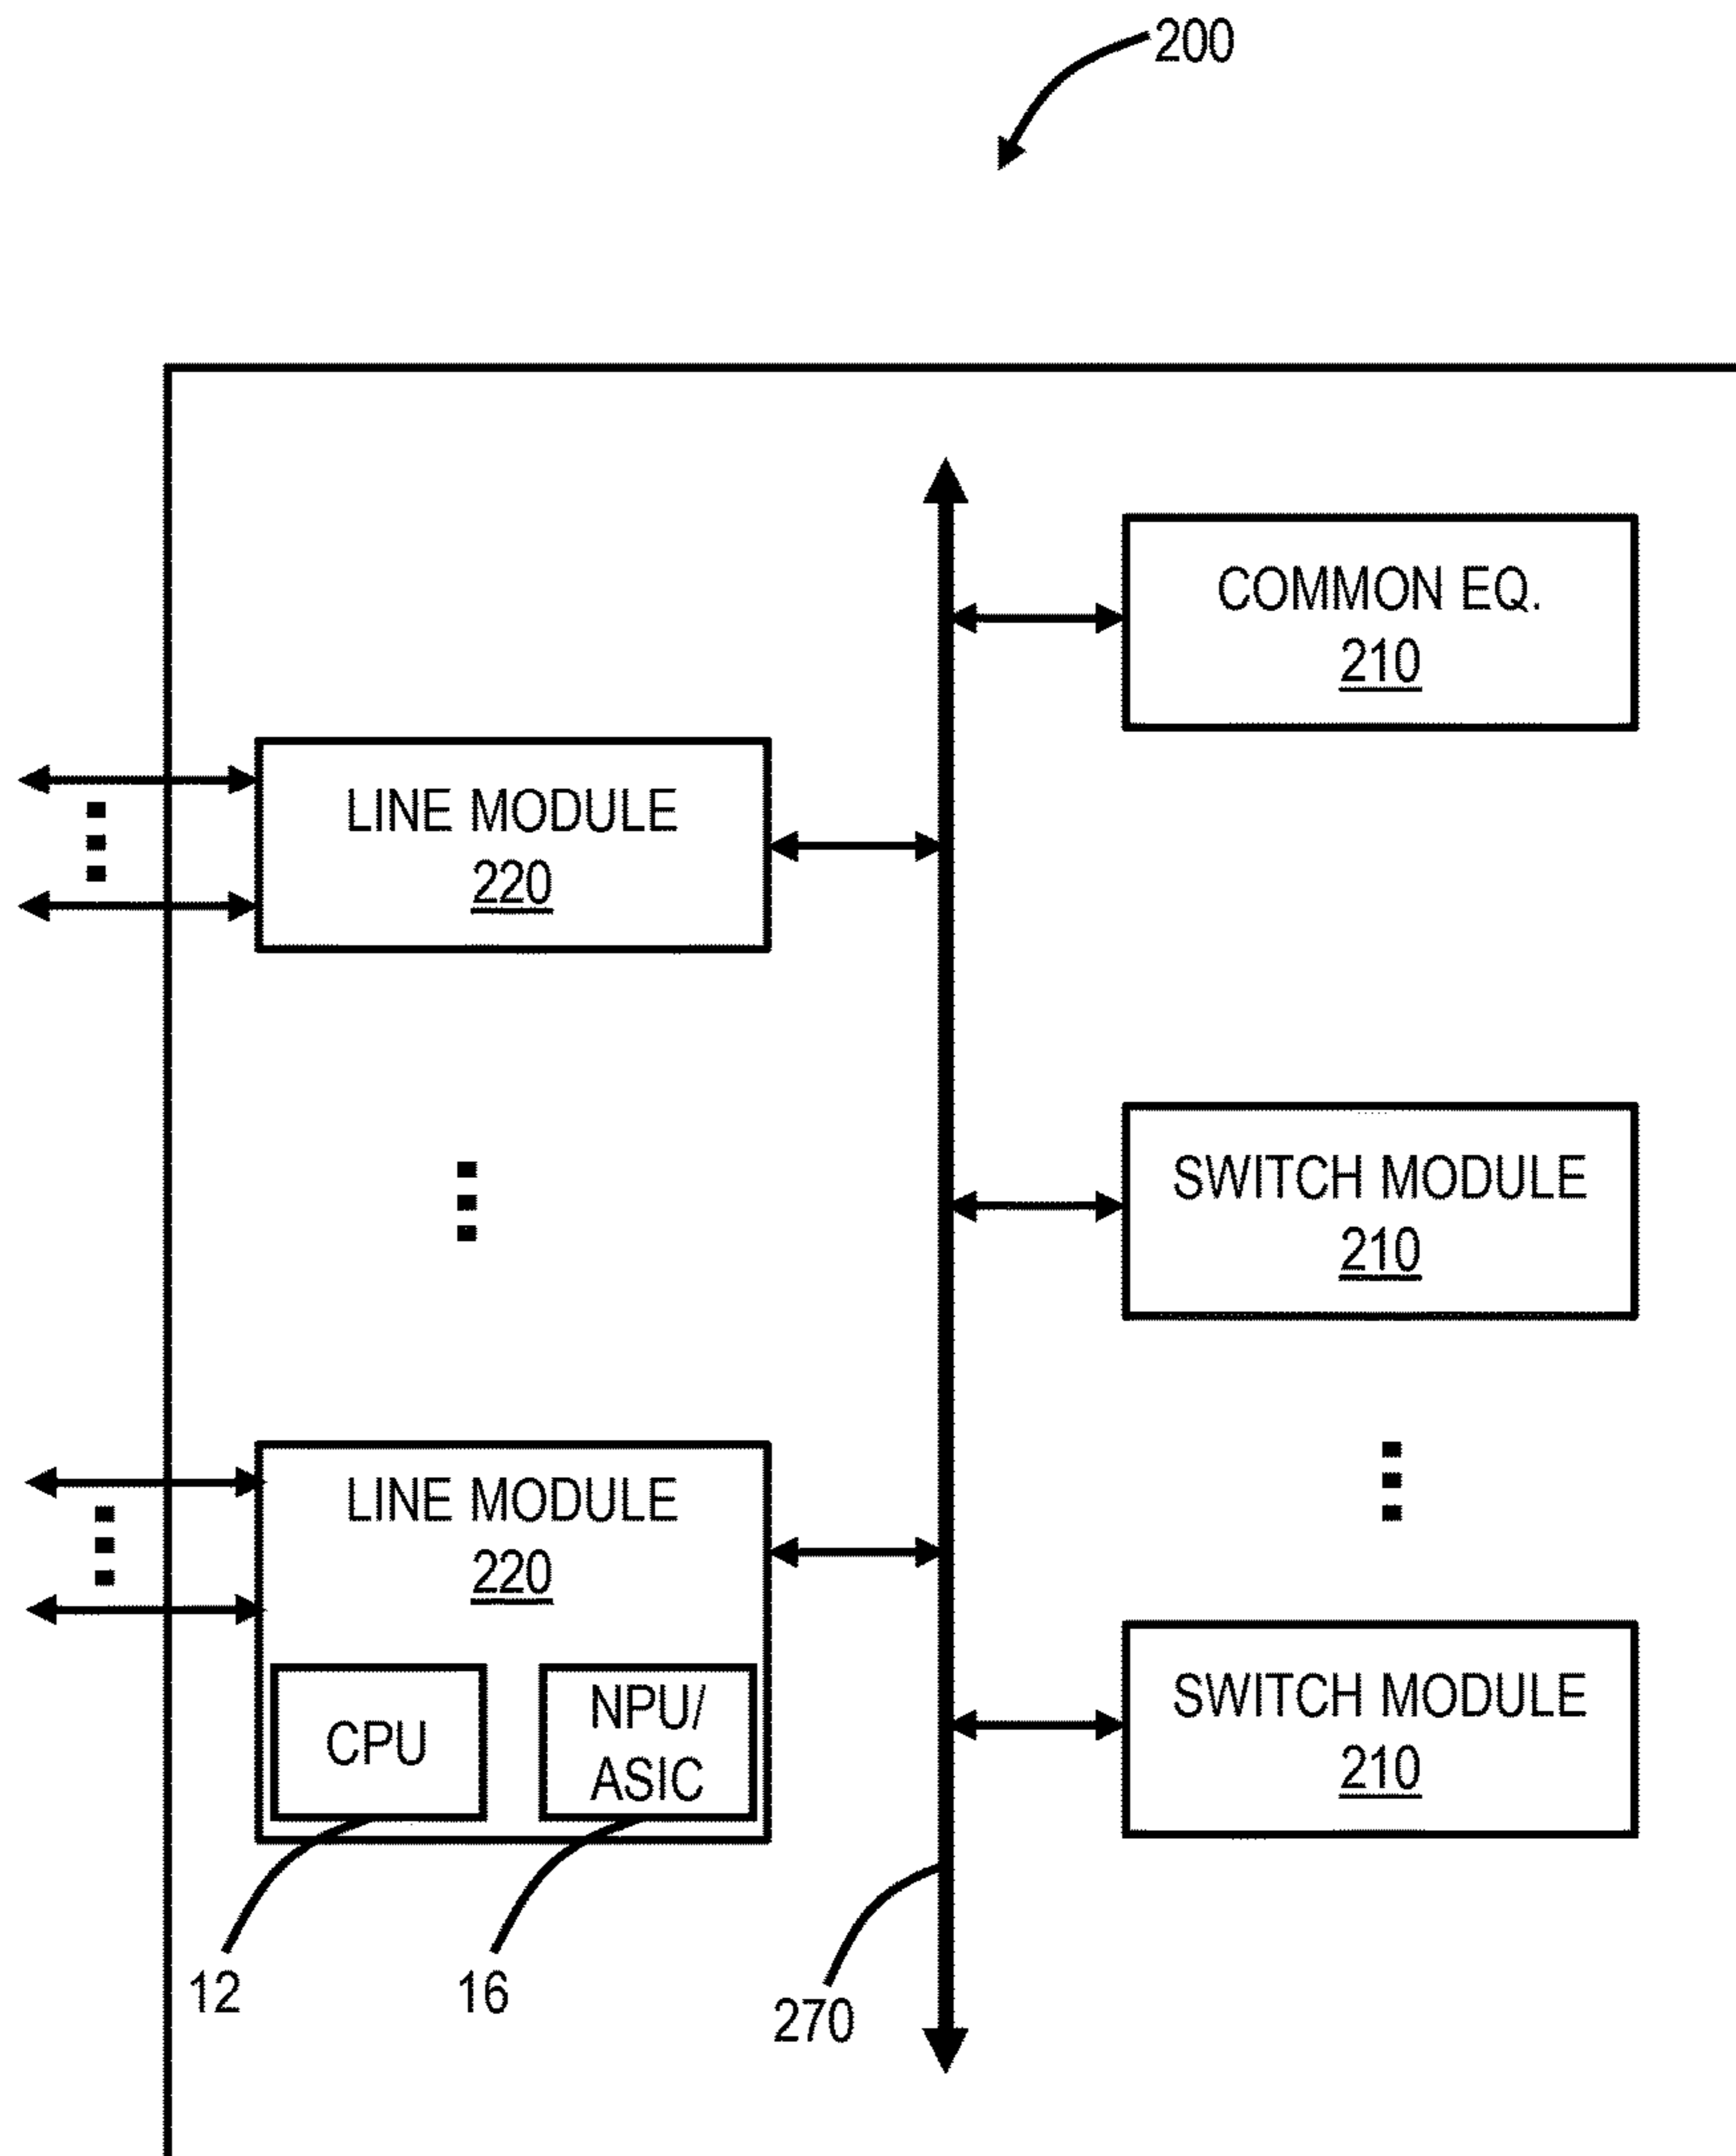 200
COMMON EQ.
210
LINE MODULE
220
SWITCH MODULE
210
LINE MODULE
220
CPU
NPU/
ASIC
SWITCH MODULE
210
12
16
270